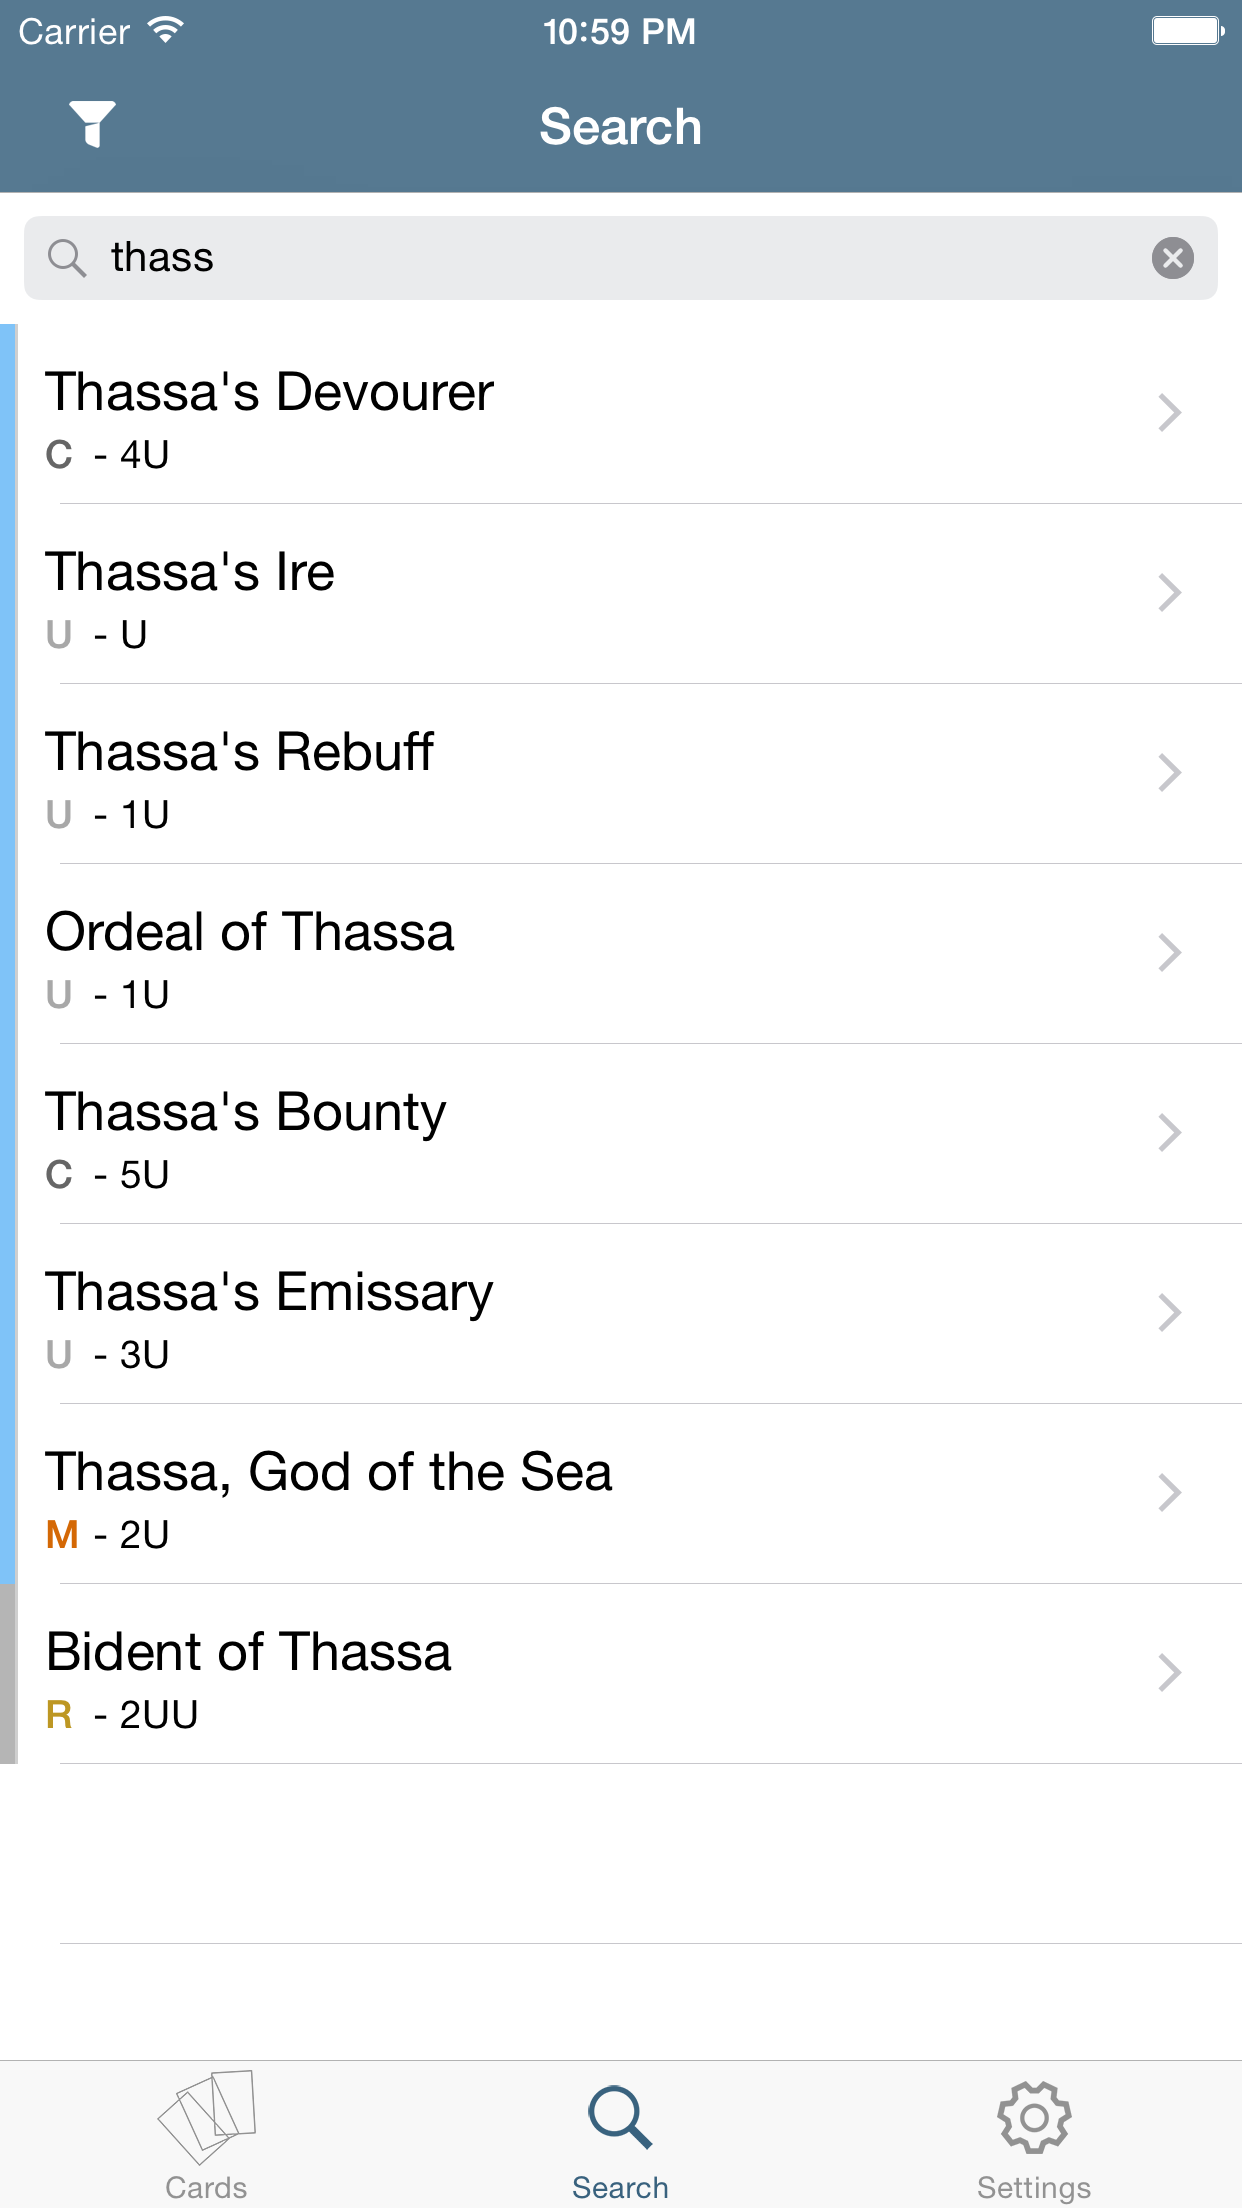 Carrier 10:59 PM
Search
thass
Thassa's Devourer
C - 4U
Thassa's Ire
U - U
Thassa's Rebuff
U - 1U
Ordeal of Thassa
U - 1U
Thassa's Bounty
C - 5U
Thassa's Emissary
U - 3U
Thassa, God of the Sea
M - 2U
Bident of Thassa
R - 2UU
Cards Search Settings